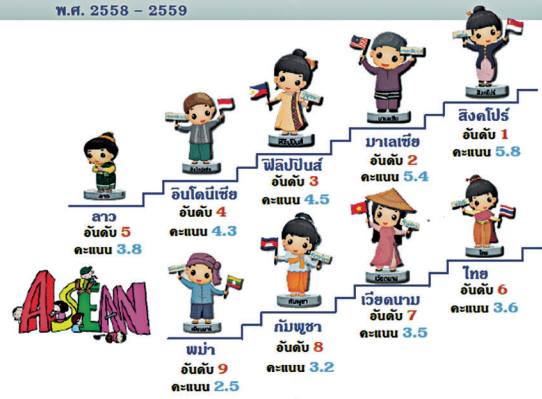 พ.ศ. 2558 - 2559
สิงคโปร์
อันดับ 1
คะแนน 5.8
มาเลเซีย
อันดับ 2
คะแนน 5.4
ฟิลิปปินส์
อันดับ 3
คะแนน 4.5
อินโดนีเซีย
อันดับ 4
คะแนน 4.3
ลาว
อันดับ 5
คะแนน 3.8
ไทย
อันดับ 6
คะแนน 3.6
เวียดนาม
อันดับ 7
คะแนน 3.5
กัมพูชา
อันดับ 8
คะแนน 3.2
พม่า
อันดับ 9
คะแนน 2.5
ASEAN